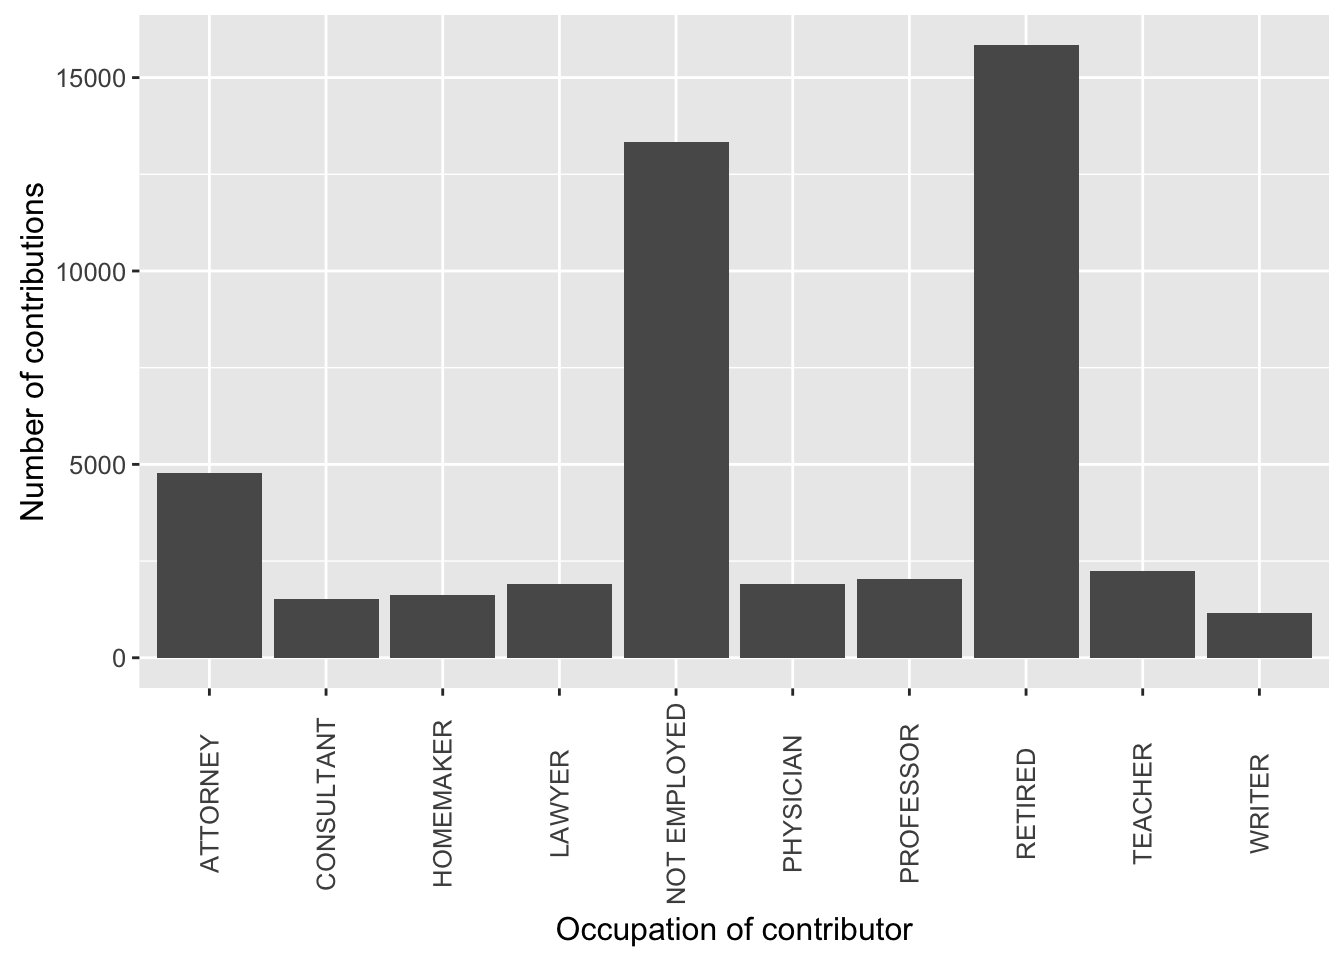 Number of contributions
15000
10000
5000
0
ATTORNEY
CONSULTANT
HOMEMAKER
LAWYER
NOT EMPLOYED
PHYSICIAN
PROFESSOR
RETIRED
TEACHER
WRITER
Occupation of contributor